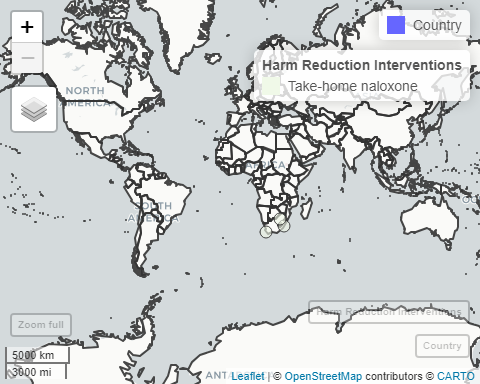 +
Country
−
Harm Reduction Interventions
Take-home naloxone
NORTH
AMERICA
AFRICA
SOUTH
AMERICA
Harm Reduction Interventions
Zoom full
Country
5000 km
3000 mi
Leaflet | © OpenStreetMap contributors © CARTO